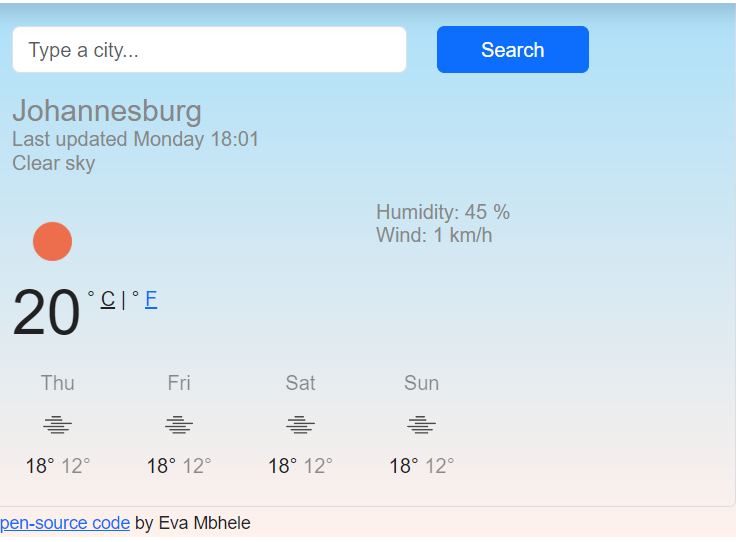 Type a city...
Search
Johannesburg
Last updated Monday 18:01
Clear sky
Humidity: 45 %
Wind: 1 km/h
20 ° C | ° F
Thu Fri Sat Sun
18° 12° 18° 12° 18° 12° 18° 12°
pen-source code by Eva Mbhele